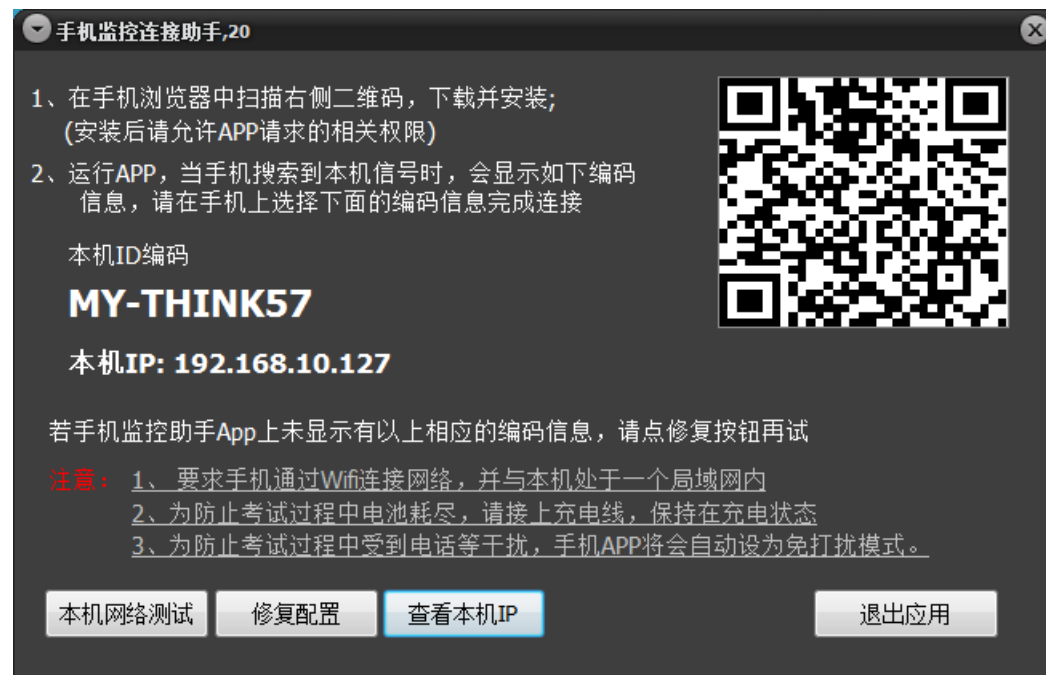 手机监控连接助手,20
1、在手机浏览器中扫描右侧二维码，下载并安装;
(安装后请允许APP请求的相关权限)
2、运行APP，当手机搜索到本机信号时，会显示如下编码
信息，请在手机上选择下面的编码信息完成连接
本机ID编码
MY-THINK57
本机IP: 192.168.10.127
若手机监控助手App上未显示有以上相应的编码信息，请点修复按钮再试
注意： 1、 要求手机通过Wifi连接网络，并与本机处于一个局域网内
2、为防止考试过程中电池耗尽，请接上充电线，保持在充电状态
3、为防止考试过程中受到电话等干扰，手机APP将会自动设为免打扰模式。
本机网络测试 修复配置 查看本机IP 退出应用